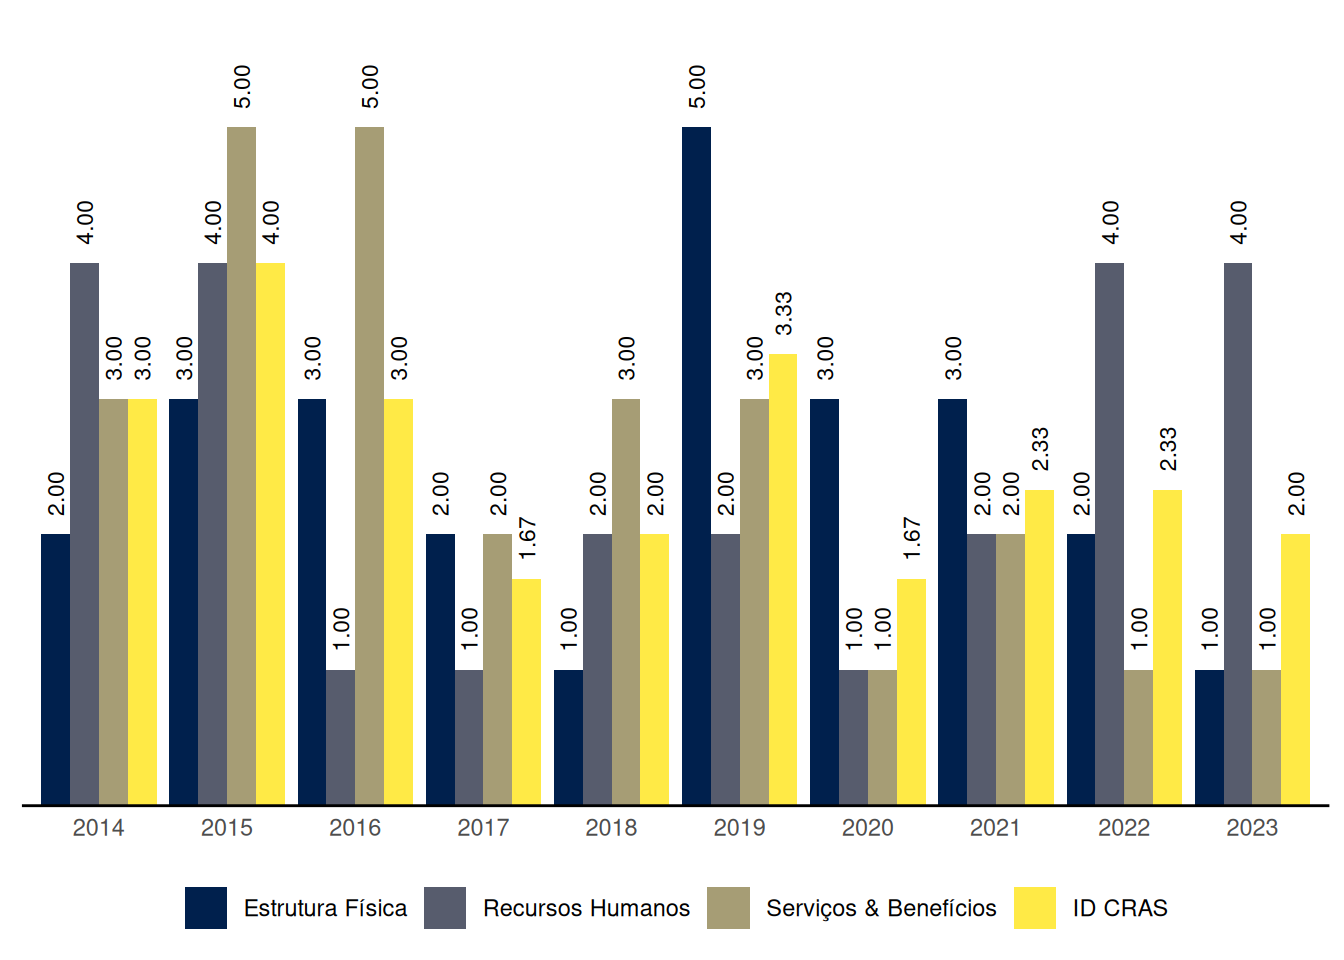 5.00 5.00 5.00
4.00 4.00 4.00 4.00 4.00
3.33
3.00 3.00 3.00 3.00 3.00 3.00 3.00 3.00 3.00
2.33 2.33
2.00 2.00 2.00 2.00 2.00 2.00 2.00 2.00 2.00 2.00
1.67 1.67
1.00 1.00 1.00 1.00 1.00 1.00 1.00 1.00
2014 2015 2016 2017 2018 2019 2020 2021 2022 2023
Estrutura Física Recursos Humanos Serviços & Benefícios ID CRAS